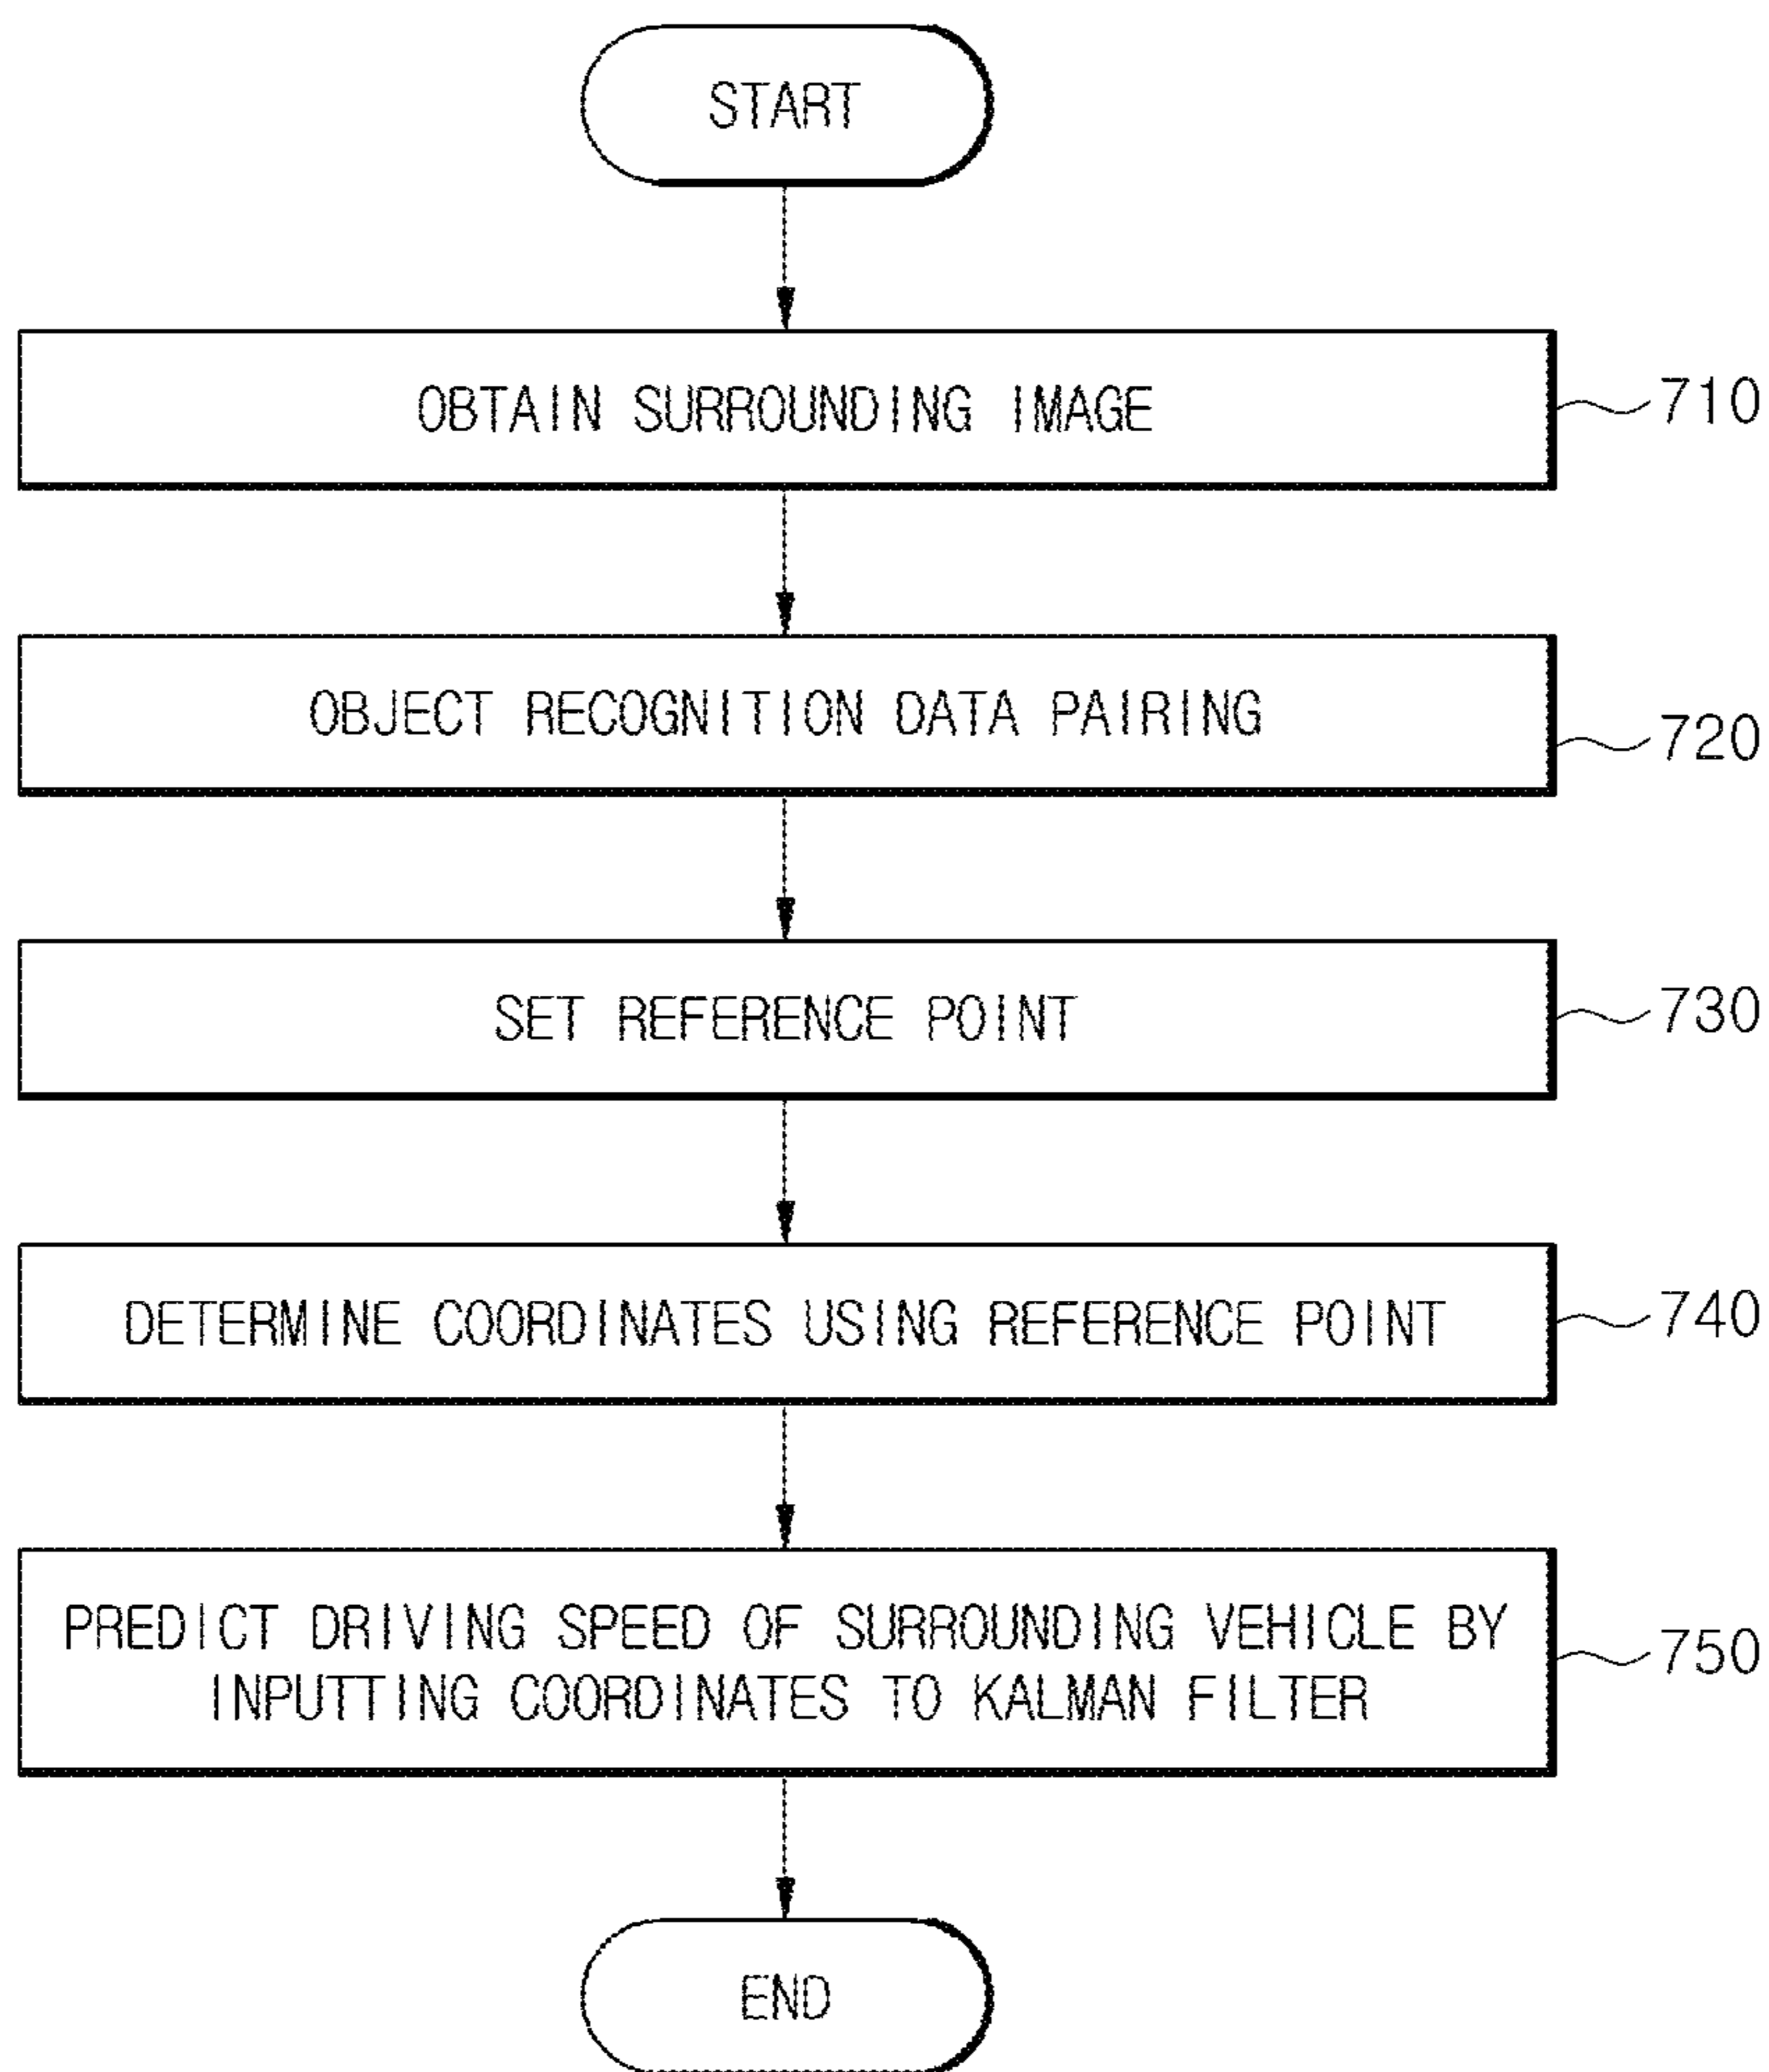 START
OBTAIN SURROUNDING IMAGE
710
OBJECT RECOGNITION DATA PAIRING
720
SET REFERENCE POINT
730
DETERMINE COORDINATES USING REFERENCE POINT
740
PREDICT DRIVING SPEED OF SURROUNDING VEHICLE BY
INPUTTING COORDINATES TO KALMAN FILTER
750
END